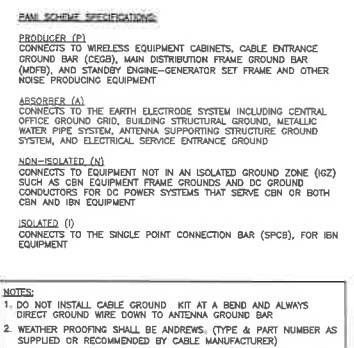 PANI SCHEME SPECIFICATIONS:
PRODUCER (P)
CONNECTS TO WIRELESS EQUIPMENT CABINETS, CABLE ENTRANCE
GROUND BAR (CEGB), MAIN DISTRIBUTION FRAME GROUND BAR
(MDFB), AND STANDBY ENGINE-GENERATOR SET FRAME AND OTHER
NOISE PRODUCING EQUIPMENT
ABSORBER (A)
CONNECTS TO THE EARTH ELECTRODE SYSTEM INCLUDING CENTRAL
OFFICE GROUND GRID, BUILDING STRUCTURAL GROUND, METALLIC
WATER PIPE SYSTEM, ANTENNA SUPPORTING STRUCTURE GROUND
SYSTEM, AND ELECTRICAL SERVICE ENTRANCE GROUND
NON-ISOLATED (N)
CONNECTS TO EQUIPMENT NOT IN AN ISOLATED GROUND ZONE (IGZ)
SUCH AS CBN EQUIPMENT FRAME GROUNDS AND DC GROUND
CONDUCTORS FOR DC POWER SYSTEMS THAT SERVE CBN OR BOTH
CBN AND IBN EQUIPMENT
ISOLATED (I)
CONNECTS TO THE SINGLE POINT CONNECTION BAR (SPCB), FOR IBN
EQUIPMENT
NOTES:
1. DO NOT INSTALL CABLE GROUND KIT AT A BEND AND ALWAYS
DIRECT GROUND WIRE DOWN TO ANTENNA GROUND BAR
2. WEATHER PROOFING SHALL BE ANDREWS. (TYPE & PART NUMBER AS
SUPPLIED OR RECOMMENDED BY CABLE MANUFACTURER)